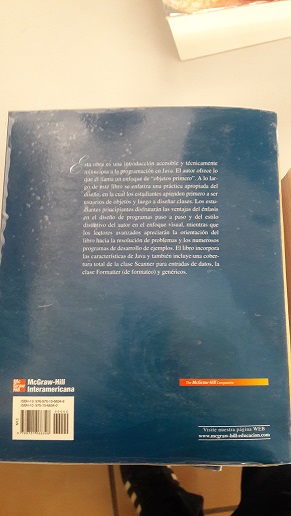 Esta obra es una introducción accesible y técnicamente
minuciosa a la programación en Java. El autor ofrece lo
que él llama un enfoque de "objetos primero". A lo lar-
go de este libro se enfatiza una práctica apropiada del
diseño, en la cual los estudiantes aprenden primero a ser
usuarios de objetos y luego a diseñar clases. Los estu-
diantes principiantes disfrutarán las ventajas del énfasis
en el diseño de programas paso a paso y del estilo
distintivo del autor en el enfoque visual, mientras que
los lectores avanzados apreciarán la orientación del
libro hacia la resolución de problemas y los numerosos
programas de desarrollo de ejemplos. El libro incorpora
las características de Java y también incluye una cober-
tura total de la clase Scanner para entradas de datos, la
clase Formatter (de formateo) y genéricos.
McGraw-Hill
Interamericana
The McGraw-Hill Companies
Visite nuestra página WEB
www.mcgraw-hill-educacion.com